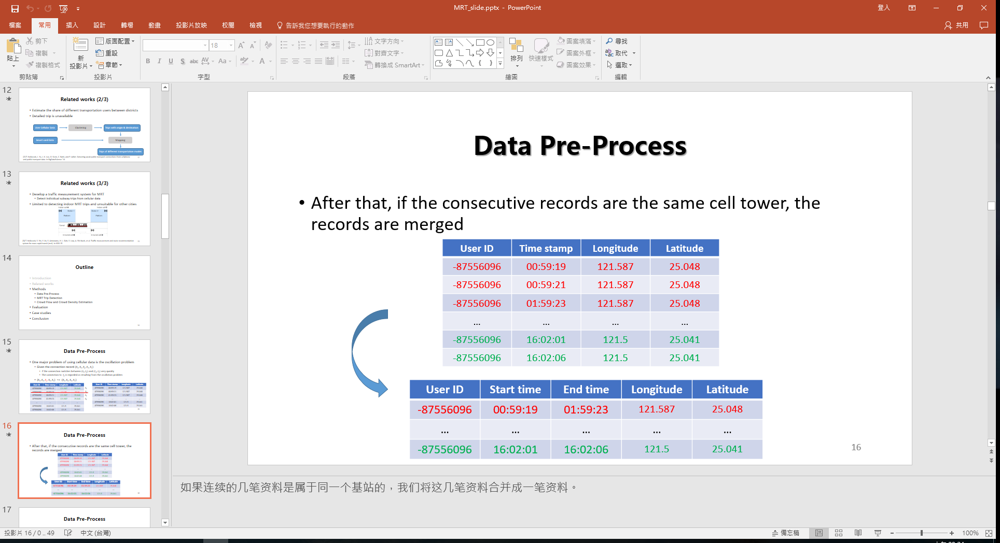 MRT_slide.pptx - PowerPoint
登入
檔案
常用
插入
設計
轉場
動畫
投影片放映
校閱
檢視
告訴我您想要執行的動作
共用
貼上
剪下
複製
複製格式
剪貼簿
新
投影片
版面配置
重設
章節
投影片
18
字型
文字方向
對齊文字
轉換成 SmartArt
段落
排列
快速樣式
圖案填滿
圖案外框
圖案效果
繪圖
尋找
取代
選取
編輯
12
Related works (2/3)
• Estimate the share of different transportation users between districts
• Detailed trip is unavailable
User Cellular Data
Clustering
Trips with origin & destination
Smart card Data
Mapping
Trips of different transportation modes
13
Related works (3/3)
• Develop a traffic measurement system for MRT
• Detect individual subway trips from cellular data
• Limited to detecting indoor MRT trips and unsuitable for other cities
14
Outline
• Introduction
• Related works
• Methods
• Data Pre-Process
• MRT Trip Detection
• Crowd Flow and Crowd Density Estimation
• Evaluation
• Case studies
• Conclusion
15
Data Pre-Process
• One major problem of using cellular data is the oscillation problem
16
Data Pre-Process
• After that, if the consecutive records are the same cell tower, the
records are merged
17
Data Pre-Process
Data Pre-Process
• After that, if the consecutive records are the same cell tower, the
records are merged
User ID Time stamp Longitude Latitude
-87556096 00:59:19 121.587 25.048
-87556096 00:59:21 121.587 25.048
-87556096 01:59:23 121.587 25.048
... ... ... ...
-87556096 16:02:01 121.5 25.041
-87556096 16:02:06 121.5 25.041
User ID Start time End time Longitude Latitude
-87556096 00:59:19 01:59:23 121.587 25.048
... ... ... ... ...
-87556096 16:02:01 16:02:06 121.5 25.041
16
如果连续的几笔资料是属于同一个基站的，我们将这几笔资料合并成一笔资料。
投影片 16 / 0 .. 49
中文 (台灣)
備忘稿
100%